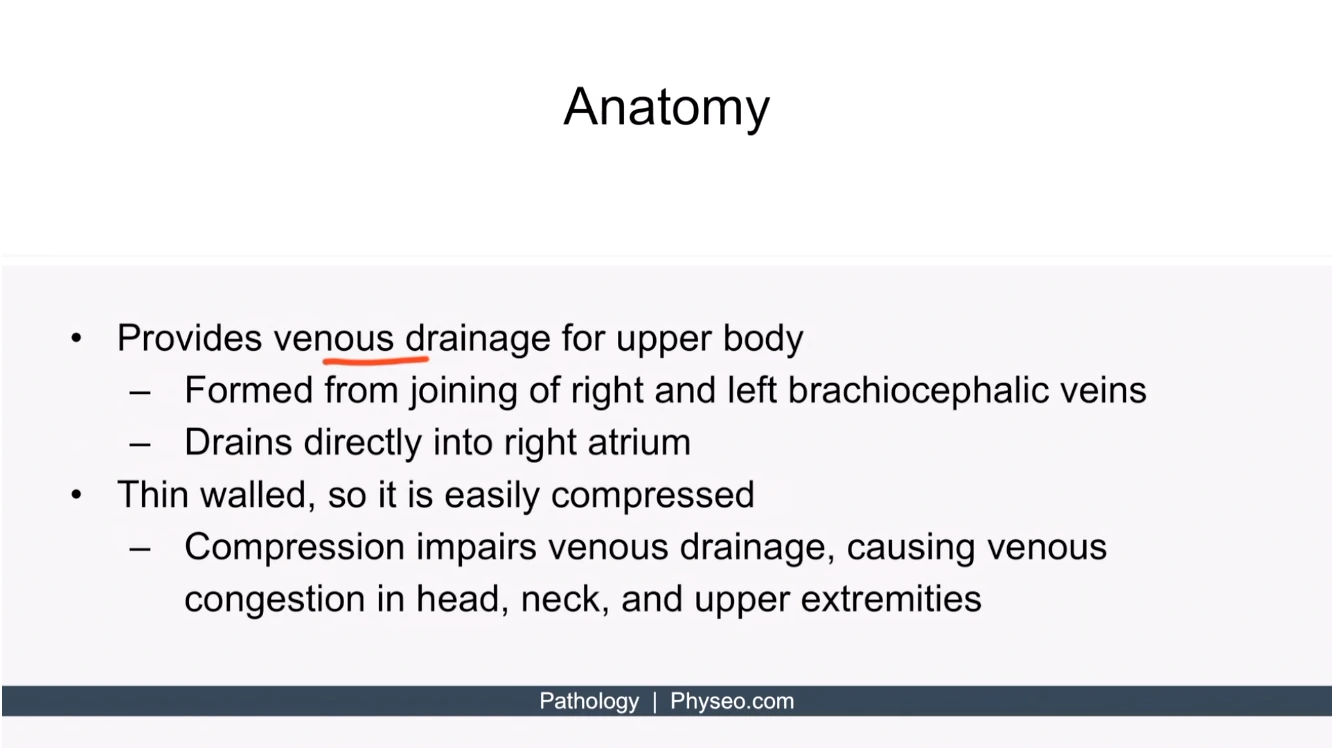 Anatomy
• Provides venous drainage for upper body
– Formed from joining of right and left brachiocephalic veins
– Drains directly into right atrium
• Thin walled, so it is easily compressed
– Compression impairs venous drainage, causing venous
congestion in head, neck, and upper extremities
Pathology | Physeo.com